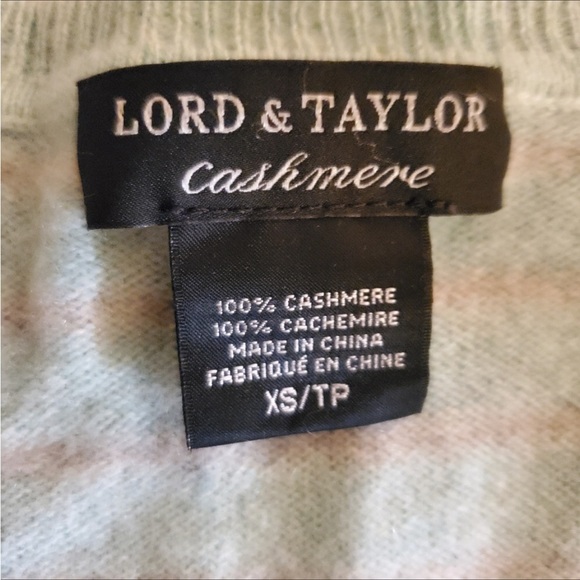 LORD & TAYLOR
cashmere
100% CASHMERE
100% CACHEMIRE
MADE IN CHINA
FABRIQUÉ EN CHINE
XS/TP